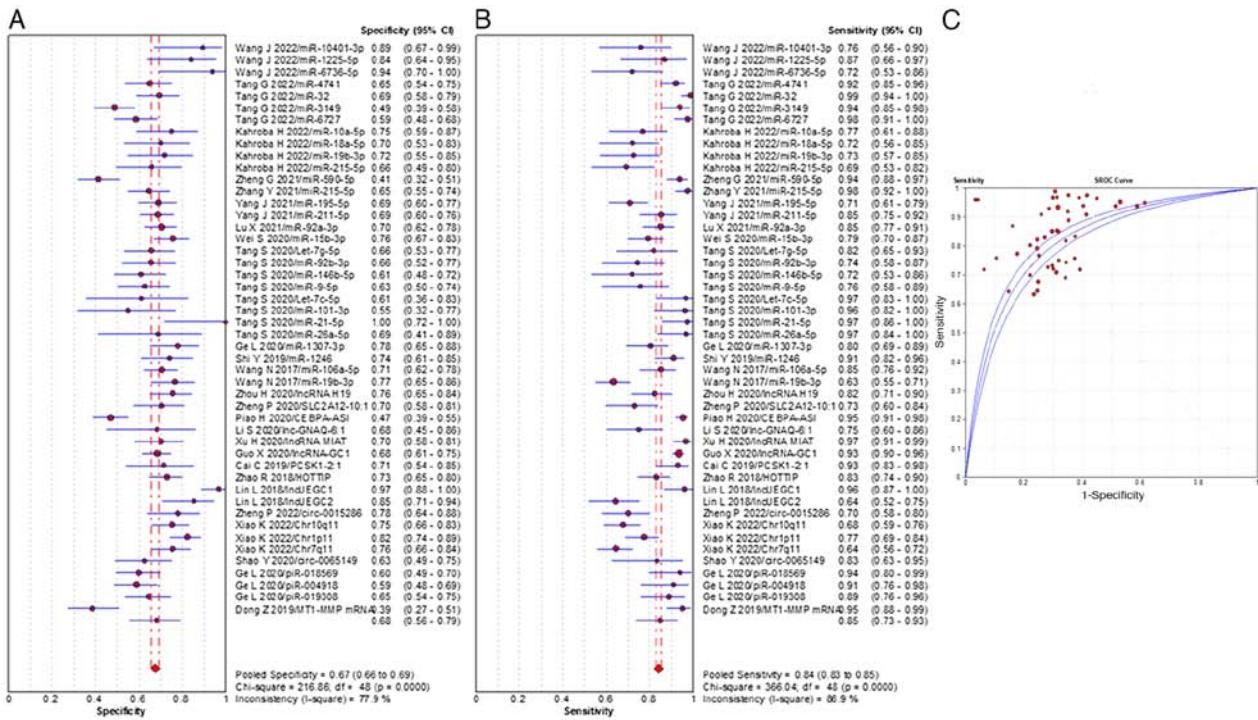 A
Specificity (95% CI)
Wang J 2022/miR-10401-3p 0.89 (0.67 - 0.99)
Wang J 2022/miR-1225-5p 0.84 (0.64 - 0.95)
Wang J 2022/miR-6736-5p 0.94 (0.70 - 1.00)
Tang G 2022/miR-4741 0.65 (0.54 - 0.75)
Tang G 2022/miR-32 0.69 (0.58 - 0.79)
Tang G 2022/miR-3149 0.49 (0.39 - 0.58)
Tang G 2022/miR-6727 0.59 (0.48 - 0.68)
Kahroba H 2022/miR-10a-5p 0.75 (0.59 - 0.87)
Kahroba H 2022/miR-18a-5p 0.70 (0.53 - 0.83)
Kahroba H 2022/miR-19b-3p 0.72 (0.55 - 0.85)
Kahroba H 2022/miR-215-5p 0.66 (0.49 - 0.80)
Zheng G 2021/miR-590-5p 0.41 (0.32 - 0.51)
Zhang Y 2021/miR-215-5p 0.65 (0.55 - 0.74)
Yang J 2021/miR-195-5p 0.69 (0.60 - 0.77)
Yang J 2021/miR-211-5p 0.69 (0.60 - 0.76)
Lu X 2021/miR-92a-3p 0.70 (0.62 - 0.78)
Wei S 2020/miR-15b-3p 0.76 (0.67 - 0.83)
Tang S 2020/Let-7g-5p 0.66 (0.53 - 0.77)
Tang S 2020/miR-92b-3p 0.66 (0.52 - 0.77)
Tang S 2020/miR-146b-5p 0.61 (0.48 - 0.72)
Tang S 2020/miR-9-5p 0.63 (0.50 - 0.74)
Tang S 2020/Let-7c-5p 0.61 (0.36 - 0.83)
Tang S 2020/miR-101-3p 0.55 (0.32 - 0.77)
Tang S 2020/miR-21-5p 1.00 (0.72 - 1.00)
Tang S 2020/miR-26a-5p 0.69 (0.41 - 0.89)
Ge L 2020/miR-1307-3p 0.78 (0.65 - 0.88)
Shi Y 2019/miR-1246 0.74 (0.61 - 0.85)
Wang N 2017/miR-106a-5p 0.71 (0.62 - 0.78)
Wang N 2017/miR-19b-3p 0.77 (0.65 - 0.86)
Zhou H 2020/lncRNA H19 0.76 (0.65 - 0.84)
Zheng P 2020/SLC2A12-10:1 0.70 (0.58 - 0.81)
Piao H 2020/CEBPA-ASI 0.47 (0.39 - 0.55)
Li S 2020/lnc-GNAQ-6:1 0.68 (0.45 - 0.86)
Xu H 2020/lncRNA MIAT 0.70 (0.58 - 0.81)
Guo X 2020/lncRNA-GC1 0.68 (0.61 - 0.75)
Cai C 2019/PCSK1-2:1 0.71 (0.54 - 0.85)
Zhao R 2018/HOTTIP 0.73 (0.65 - 0.80)
Lin L 2018/lncUEGC1 0.97 (0.88 - 1.00)
Lin L 2018/lncUEGC2 0.85 (0.71 - 0.94)
Zheng P 2022/circ-0015286 0.78 (0.64 - 0.88)
Xiao K 2022/Chr10q11 0.75 (0.66 - 0.83)
Xiao K 2022/Chr1p11 0.82 (0.74 - 0.89)
Xiao K 2022/Chr7q11 0.76 (0.66 - 0.84)
Shao Y 2020/circ-0065149 0.63 (0.49 - 0.75)
Ge L 2020/piR-018569 0.60 (0.49 - 0.70)
Ge L 2020/piR-004918 0.59 (0.48 - 0.69)
Ge L 2020/piR-019308 0.65 (0.54 - 0.75)
Dong Z 2019/MT1-MMP mRNA 0.39 (0.27 - 0.51)
0.68 (0.56 - 0.79)
Pooled Specificity = 0.67 (0.66 to 0.69)
Chi-square = 216.86; df = 48 (p = 0.0000)
Inconsistency (I-square) = 77.9 %
0 0.2 0.4 0.6 0.8 1
Specificity
B
Sensitivity (95% CI)
Wang J 2022/miR-10401-3p 0.76 (0.56 - 0.90)
Wang J 2022/miR-1225-5p 0.87 (0.66 - 0.97)
Wang J 2022/miR-6736-5p 0.72 (0.53 - 0.86)
Tang G 2022/miR-4741 0.92 (0.85 - 0.96)
Tang G 2022/miR-32 0.99 (0.94 - 1.00)
Tang G 2022/miR-3149 0.94 (0.85 - 0.98)
Tang G 2022/miR-6727 0.98 (0.91 - 1.00)
Kahroba H 2022/miR-10a-5p 0.77 (0.61 - 0.88)
Kahroba H 2022/miR-18a-5p 0.72 (0.56 - 0.85)
Kahroba H 2022/miR-19b-3p 0.73 (0.57 - 0.85)
Kahroba H 2022/miR-215-5p 0.69 (0.53 - 0.82)
Zheng G 2021/miR-590-5p 0.94 (0.88 - 0.97)
Zhang Y 2021/miR-215-5p 0.98 (0.92 - 1.00)
Yang J 2021/miR-195-5p 0.71 (0.61 - 0.79)
Yang J 2021/miR-211-5p 0.85 (0.75 - 0.92)
Lu X 2021/miR-92a-3p 0.85 (0.77 - 0.91)
Wei S 2020/miR-15b-3p 0.79 (0.70 - 0.87)
Tang S 2020/Let-7g-5p 0.82 (0.65 - 0.93)
Tang S 2020/miR-92b-3p 0.74 (0.58 - 0.87)
Tang S 2020/miR-146b-5p 0.72 (0.53 - 0.86)
Tang S 2020/miR-9-5p 0.76 (0.58 - 0.89)
Tang S 2020/Let-7c-5p 0.97 (0.83 - 1.00)
Tang S 2020/miR-101-3p 0.96 (0.82 - 1.00)
Tang S 2020/miR-21-5p 0.97 (0.86 - 1.00)
Tang S 2020/miR-26a-5p 0.97 (0.84 - 1.00)
Ge L 2020/miR-1307-3p 0.80 (0.69 - 0.89)
Shi Y 2019/miR-1246 0.91 (0.82 - 0.96)
Wang N 2017/miR-106a-5p 0.85 (0.76 - 0.92)
Wang N 2017/miR-19b-3p 0.63 (0.55 - 0.71)
Zhou H 2020/lncRNA H19 0.82 (0.71 - 0.90)
Zheng P 2020/SLC2A12-10:1 0.73 (0.60 - 0.84)
Piao H 2020/CEBPA-ASI 0.95 (0.91 - 0.98)
Li S 2020/lnc-GNAQ-6:1 0.75 (0.60 - 0.86)
Xu H 2020/lncRNA MIAT 0.97 (0.91 - 0.99)
Guo X 2020/lncRNA-GC1 0.93 (0.90 - 0.96)
Cai C 2019/PCSK1-2:1 0.93 (0.83 - 0.98)
Zhao R 2018/HOTTIP 0.83 (0.74 - 0.90)
Lin L 2018/lncUEGC1 0.96 (0.87 - 1.00)
Lin L 2018/lncUEGC2 0.64 (0.52 - 0.75)
Zheng P 2022/circ-0015286 0.70 (0.58 - 0.80)
Xiao K 2022/Chr10q11 0.68 (0.59 - 0.76)
Xiao K 2022/Chr1p11 0.77 (0.69 - 0.84)
Xiao K 2022/Chr7q11 0.64 (0.56 - 0.72)
Shao Y 2020/circ-0065149 0.83 (0.63 - 0.95)
Ge L 2020/piR-018569 0.94 (0.80 - 0.99)
Ge L 2020/piR-004918 0.91 (0.76 - 0.98)
Ge L 2020/piR-019308 0.89 (0.76 - 0.96)
Dong Z 2019/MT1-MMP mRNA 0.95 (0.88 - 0.99)
0.85 (0.73 - 0.93)
Pooled Sensitivity = 0.84 (0.83 to 0.85)
Chi-square = 366.04; df = 48 (p = 0.0000)
Inconsistency (I-square) = 86.9 %
0 0.2 0.4 0.6 0.8 1
Sensitivity
C
Sensitivity
SROC Curve
1
0.9
0.8
0.7
0.6
0.5
0.4
0.3
0.2
0.1
0 0.2 0.4 0.6 0.8 1
Sensitivity
1-Specificity